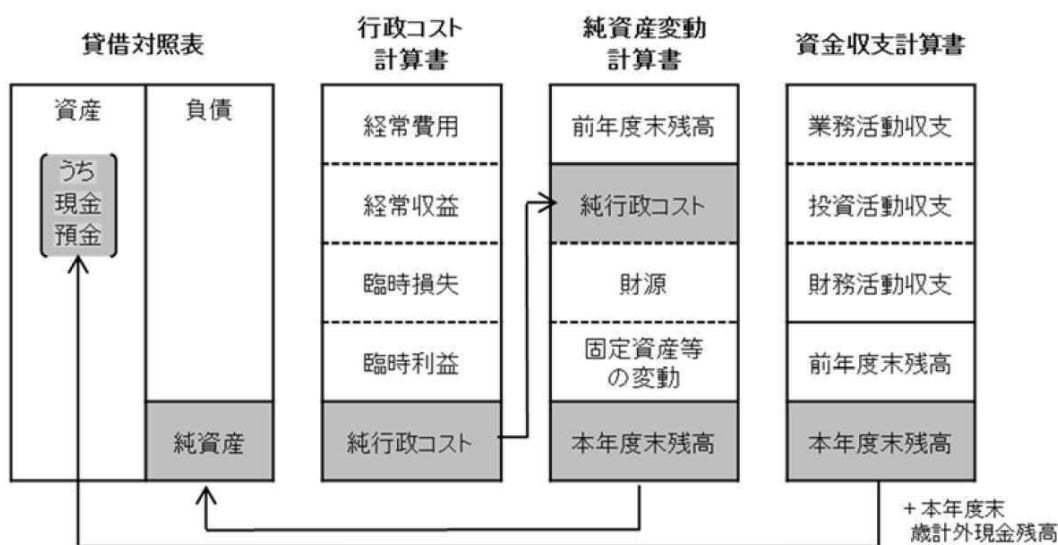 貸借対照表
資産
うち
現金
預金
負債
純資産
行政コスト
計算書
経常費用
経常収益
臨時損失
臨時利益
純行政コスト
純資産変動
計算書
前年度末残高
純行政コスト
財源
固定資産等
の変動
本年度末残高
資金収支計算書
業務活動収支
投資活動収支
財務活動収支
前年度末残高
本年度末残高
+本年度末
歳計外現金残高